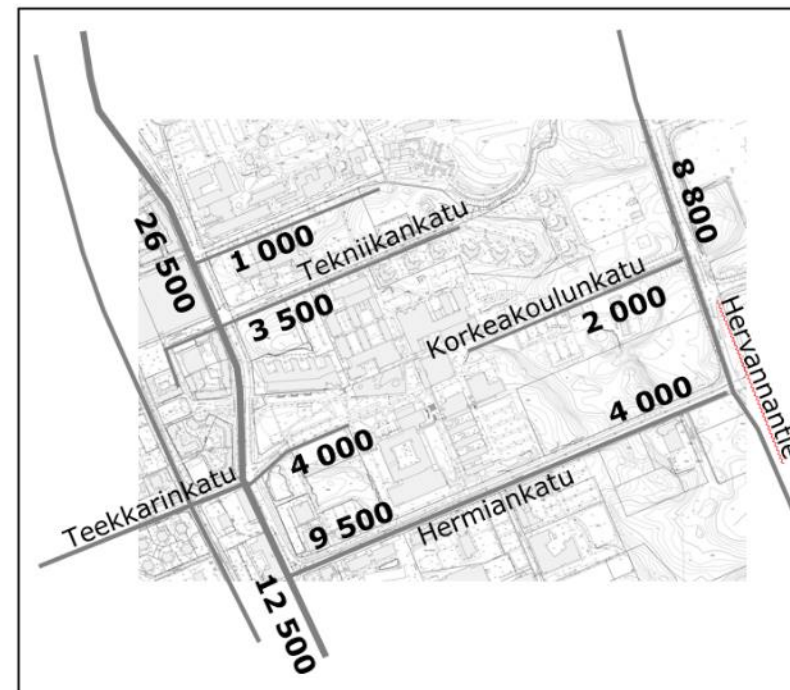 26 500
1 000
Tekniikankatu
3 500
8 800
Korkeakoulunkatu
2 000
Hervannantie
4 000
4 000
Teekkarinkatu
9 500
Hermiankatu
12 500